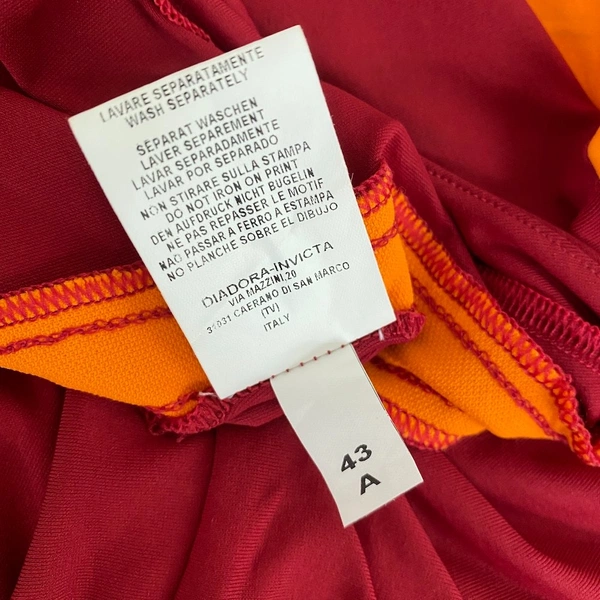 LAVARE SEPARATAMENTE
WASH SEPARATELY
SEPARAT WASCHEN
LAVER SEPAREMENT
LAVAR SEPARADAMENTE
LAVAR POR SEPARADO
NON STIRARE SULLA STAMPA
DO NOT IRON ON PRINT
DEN AUFDRUCK NICHT BUGELIN
NE PAS REPASSER LE MOTIF
NAO PASSAR A FERRO A ESTAMPA
NO PLANCHE SOBRE EL DIBUJO
DIADORA-INVICTA
VIA MAZZINI,20
31031 CAERANO DI SAN MARCO
(TV)
ITALY
43
A